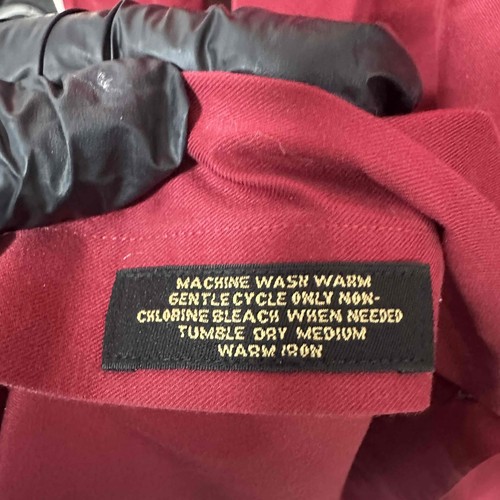 MACHINE WASH WARM
GENTLE CYCLE ONLY NON-
CHLORINE BLEACH WHEN NEEDED
TUMBLE DRY MEDIUM
WARM IRON